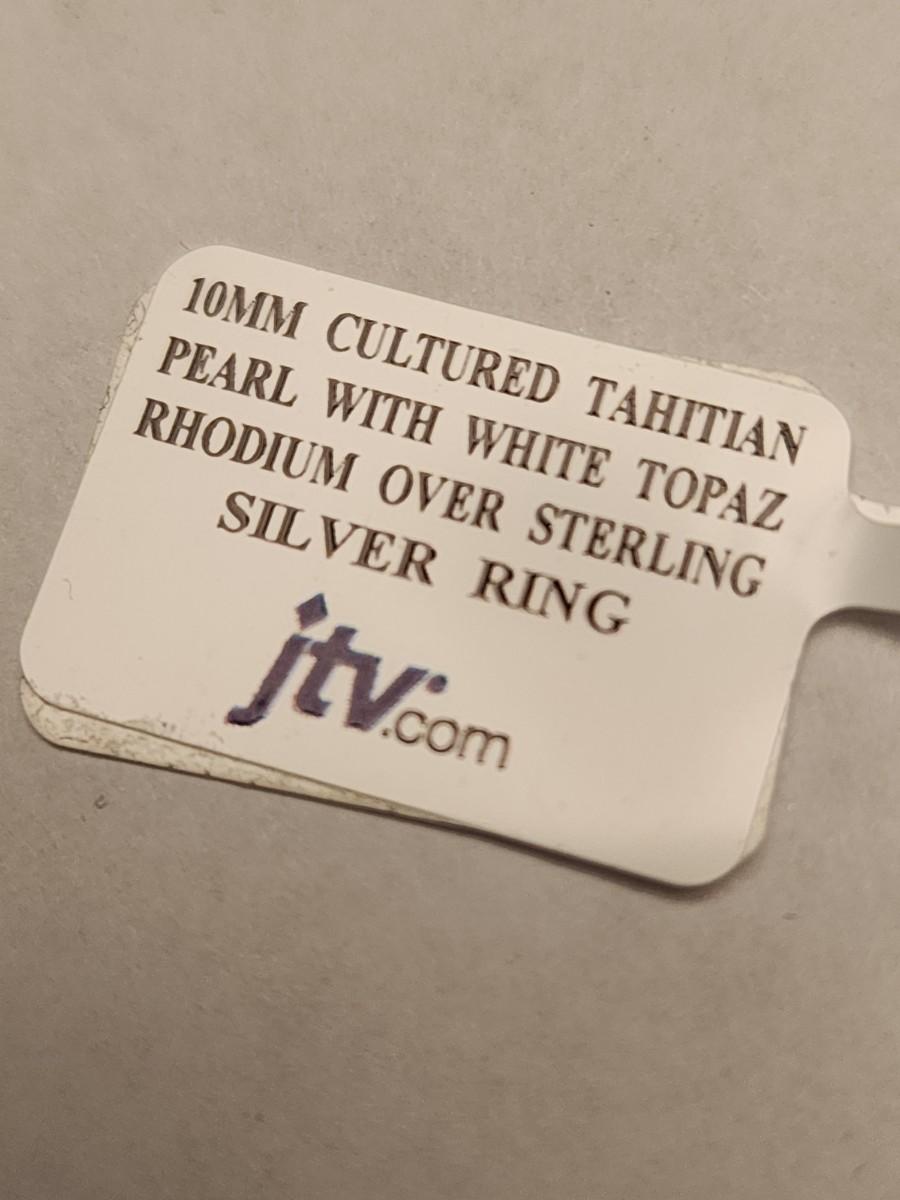 10MM CULTURED TAHITIAN
PEARL WITH WHITE TOPAZ
RHODIUM OVER STERLING
SILVER RING
jtv.com